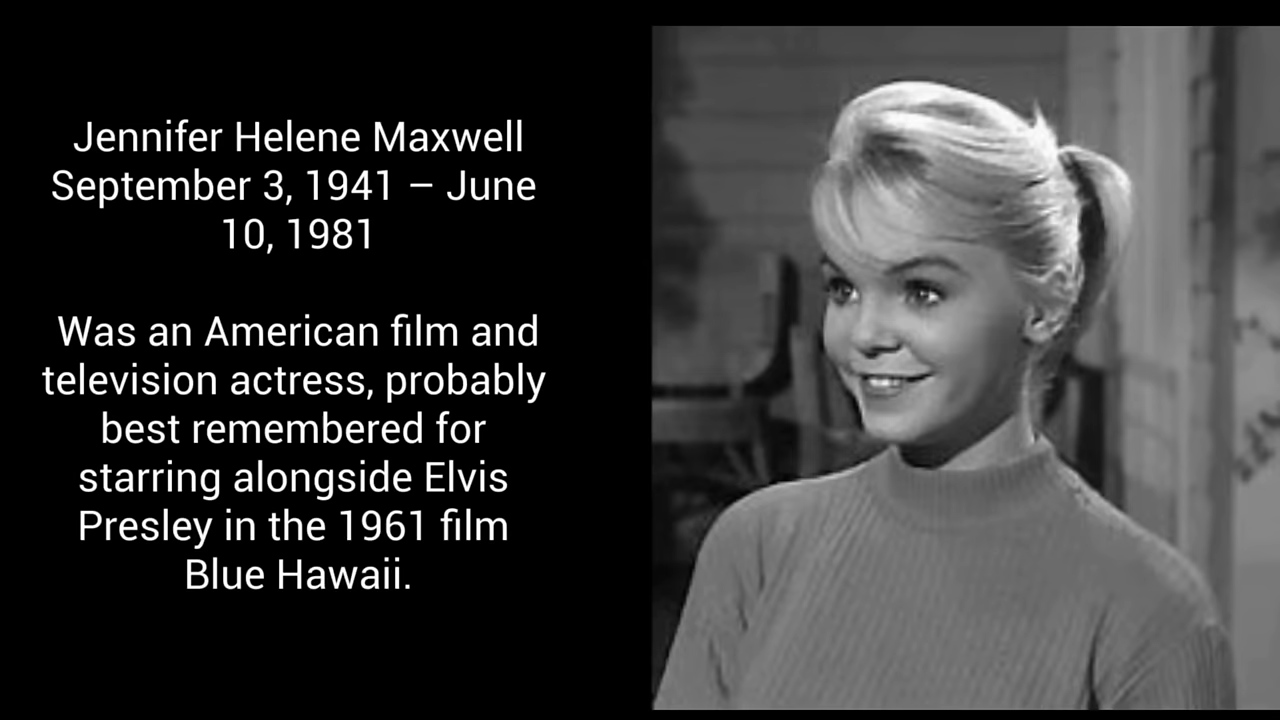 Jennifer Helene Maxwell
September 3, 1941 – June
10, 1981
Was an American film and
television actress, probably
best remembered for
starring alongside Elvis
Presley in the 1961 film
Blue Hawaii.